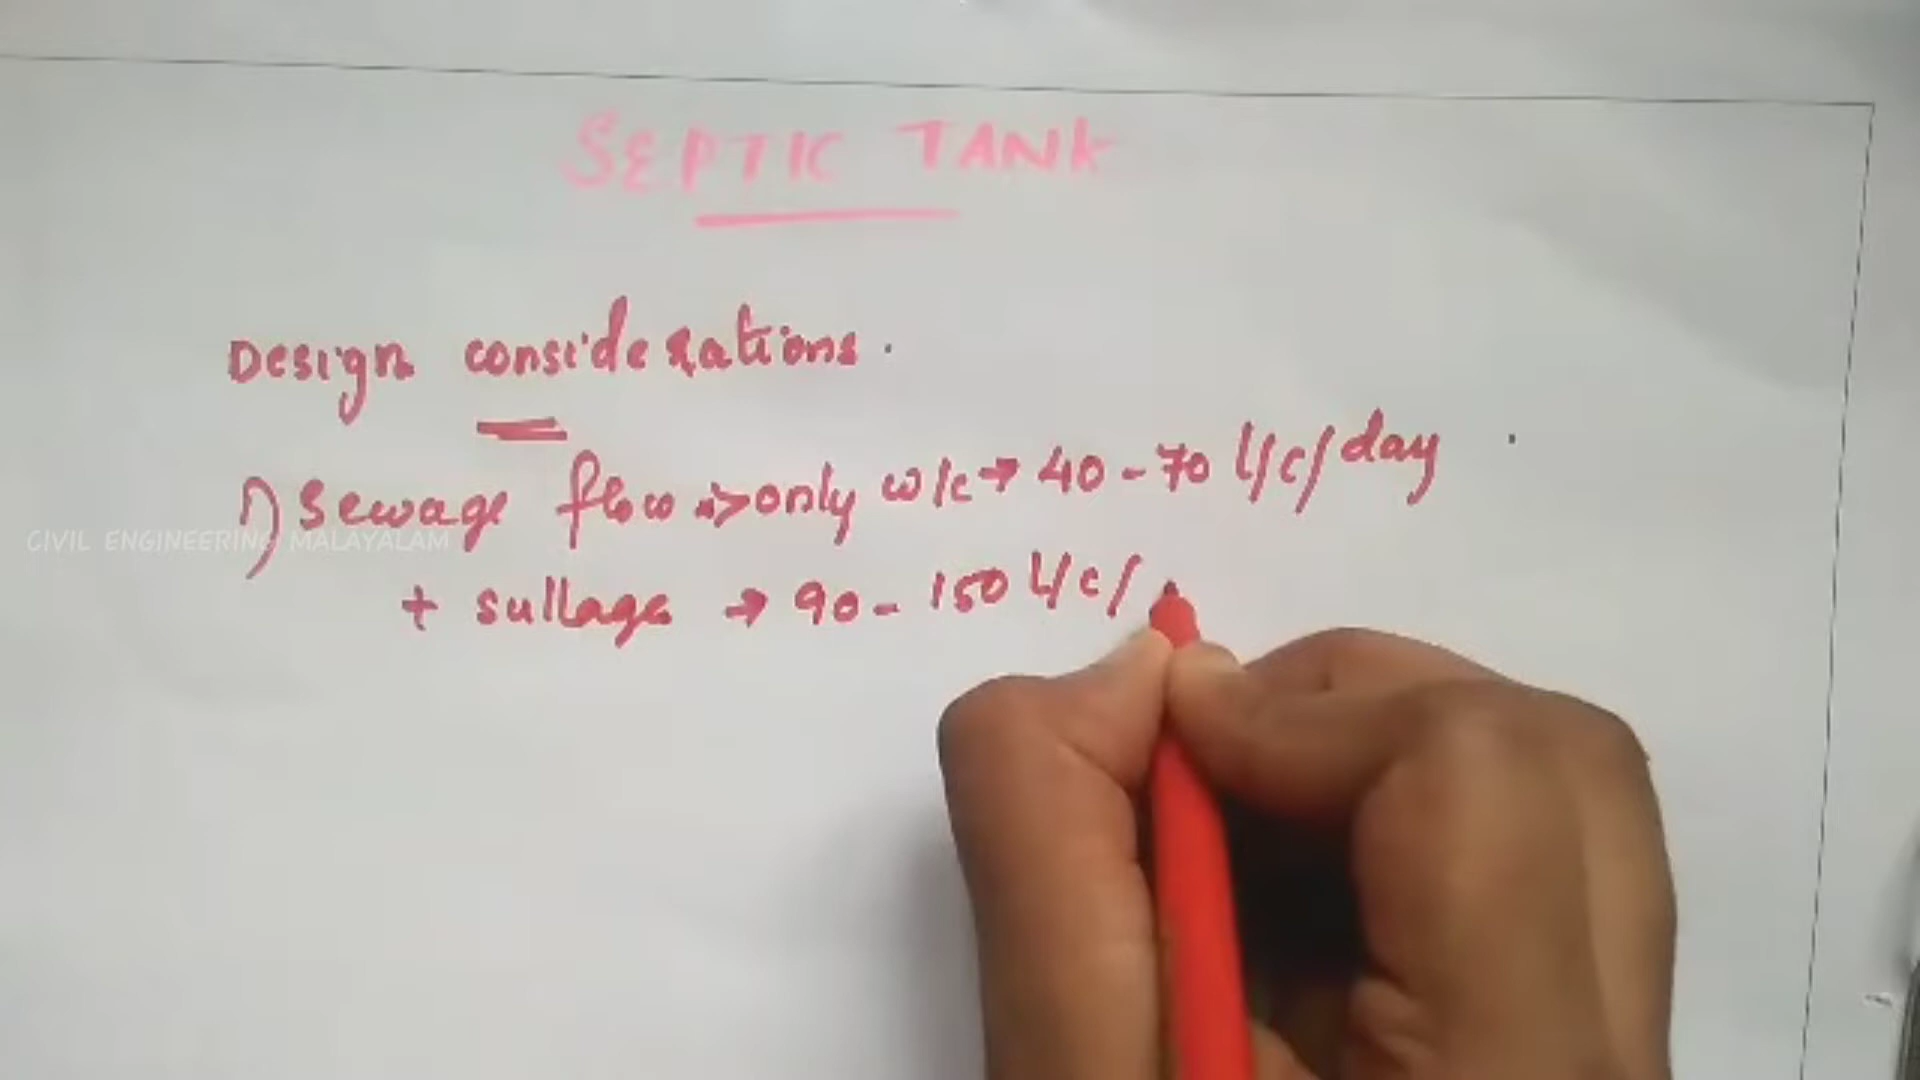 SEPTIC TANK
Design considerations.
1) Sewage flow => only w/c → 40 - 70 l/c/day
CIVIL ENGINEERING MALAYALAM
+ sullage → 90 - 150 l/c/